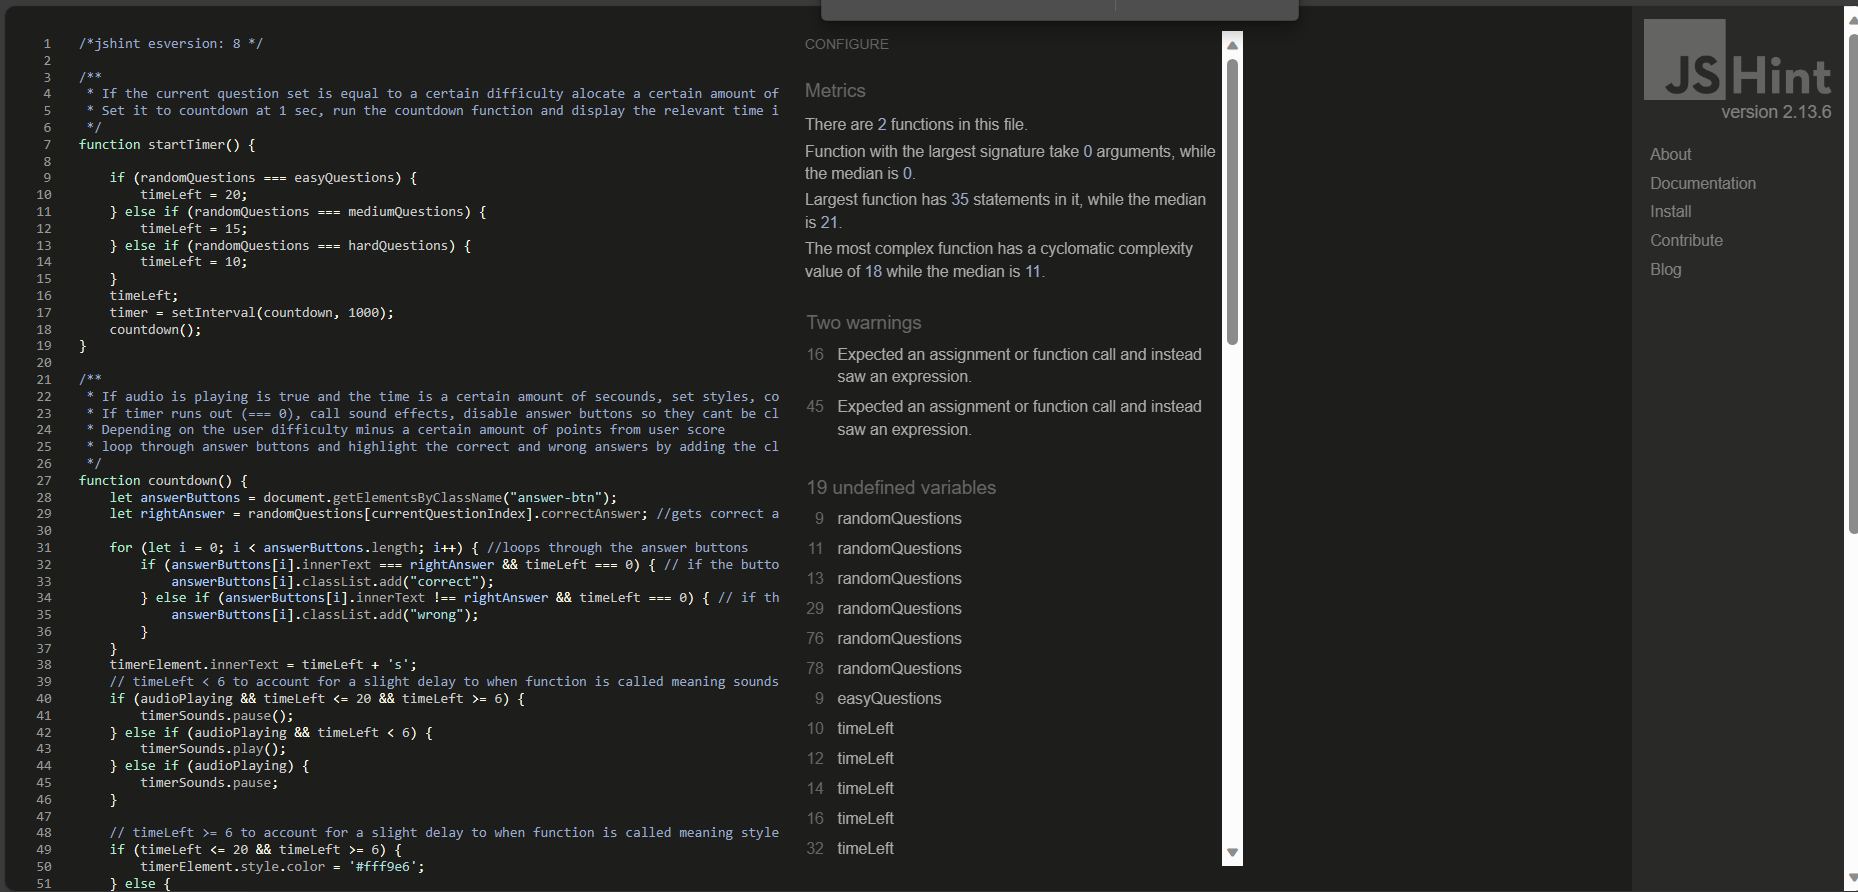 1 /*jshint esversion: 8 */
2
3 /**
4 * If the current question set is equal to a certain difficulty alocate a certain amount of
5 * Set it to countdown at 1 sec, run the countdown function and display the relevant time i
6 */
7 function startTimer() {
8
9 if (randomQuestions === easyQuestions) {
10 timeLeft = 20;
11 } else if (randomQuestions === mediumQuestions) {
12 timeLeft = 15;
13 } else if (randomQuestions === hardQuestions) {
14 timeLeft = 10;
15 }
16 timeLeft;
17 timer = setInterval(countdown, 1000);
18 countdown();
19 }
20
21 /**
22 * If audio is playing is true and the time is a certain amount of secounds, set styles, co
23 * If timer runs out (=== 0), call sound effects, disable answer buttons so they cant be cl
24 * Depending on the user difficulty minus a certain amount of points from user score
25 * loop through answer buttons and highlight the correct and wrong answers by adding the cl
26 */
27 function countdown() {
28 let answerButtons = document.getElementsByClassName("answer-btn");
29 let rightAnswer = randomQuestions[currentQuestionIndex].correctAnswer; //gets correct a
30
31 for (let i = 0; i < answerButtons.length; i++) { //loops through the answer buttons
32 if (answerButtons[i].innerText === rightAnswer && timeLeft === 0) { // if the butto
33 answerButtons[i].classList.add("correct");
34 } else if (answerButtons[i].innerText !== rightAnswer && timeLeft === 0) { // if th
35 answerButtons[i].classList.add("wrong");
36 }
37 }
38 timerElement.innerText = timeLeft + 's';
39 // timeLeft < 6 to account for a slight delay to when function is called meaning sounds
40 if (audioPlaying && timeLeft <= 20 && timeLeft >= 6) {
41 timerSounds.pause();
42 } else if (audioPlaying && timeLeft < 6) {
43 timerSounds.play();
44 } else if (audioPlaying) {
45 timerSounds.pause;
46 }
47
48 // timeLeft >= 6 to account for a slight delay to when function is called meaning style
49 if (timeLeft <= 20 && timeLeft >= 6) {
50 timerElement.style.color = '#fff9e6';
51 } else {
CONFIGURE
Metrics
There are 2 functions in this file.
Function with the largest signature take 0 arguments, while
the median is 0.
Largest function has 35 statements in it, while the median
is 21.
The most complex function has a cyclomatic complexity
value of 18 while the median is 11.
Two warnings
16 Expected an assignment or function call and instead
saw an expression.
45 Expected an assignment or function call and instead
saw an expression.
19 undefined variables
9 randomQuestions
11 randomQuestions
13 randomQuestions
29 randomQuestions
76 randomQuestions
78 randomQuestions
9 easyQuestions
10 timeLeft
12 timeLeft
14 timeLeft
16 timeLeft
32 timeLeft
JSHint
version 2.13.6
About
Documentation
Install
Contribute
Blog